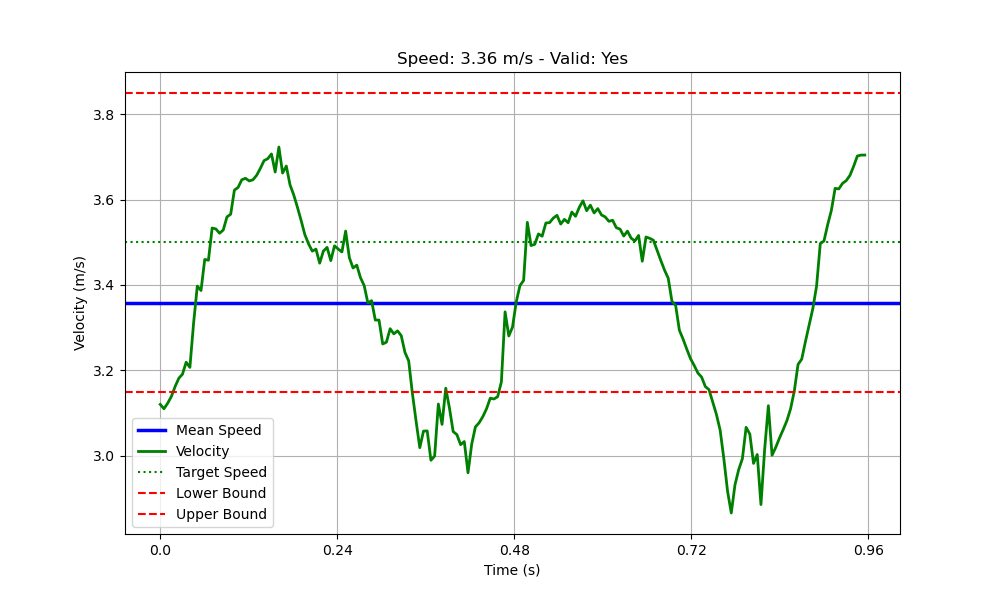 Speed: 3.36 m/s - Valid: Yes
Velocity (m/s)
3.8
3.6
3.4
3.2
3.0
Mean Speed
Velocity
Target Speed
Lower Bound
Upper Bound
0.0 0.24 0.48 0.72 0.96
Time (s)